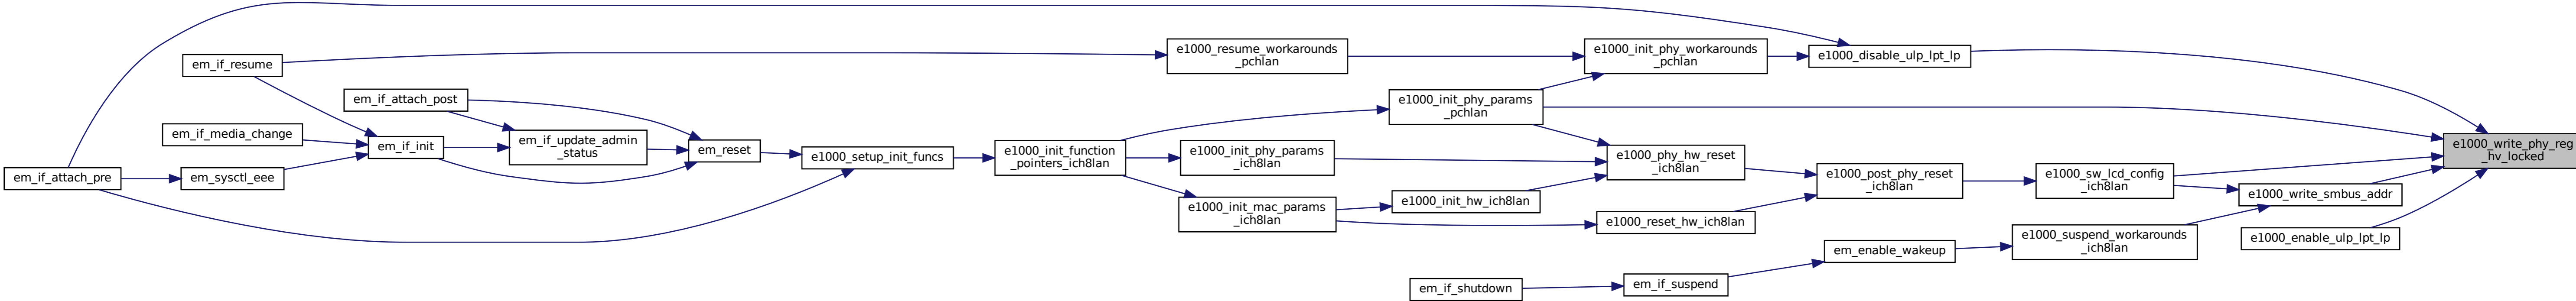 em_if_attach_pre
em_if_resume
em_if_media_change
em_sysctl_eee
em_if_attach_post
em_if_init
em_if_update_admin
_status
em_reset
e1000_setup_init_funcs
e1000_init_function
_pointers_ich8lan
e1000_resume_workarounds
_pchlan
e1000_init_phy_params
_ich8lan
e1000_init_mac_params
_ich8lan
e1000_init_phy_params
_pchlan
e1000_init_hw_ich8lan
em_if_shutdown
e1000_init_phy_workarounds
_pchlan
e1000_phy_hw_reset
_ich8lan
e1000_reset_hw_ich8lan
em_if_suspend
e1000_disable_ulp_lpt_lp
e1000_post_phy_reset
_ich8lan
em_enable_wakeup
e1000_sw_lcd_config
_ich8lan
e1000_suspend_workarounds
_ich8lan
e1000_write_smbus_addr
e1000_enable_ulp_lpt_lp
e1000_write_phy_reg
_hv_locked